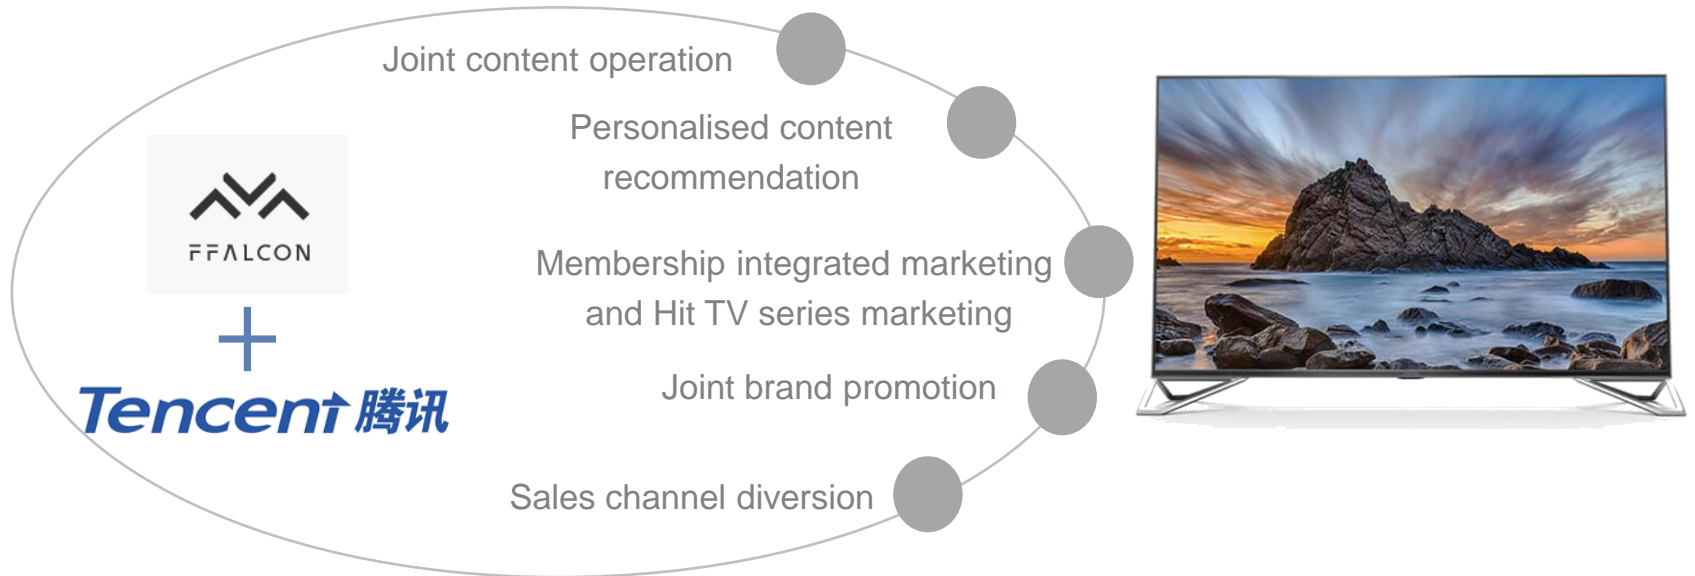 Joint content operation
Personalised content
recommendation
FFALCON
Membership integrated marketing
and Hit TV series marketing
+
Tencent 腾讯
Joint brand promotion
Sales channel diversion